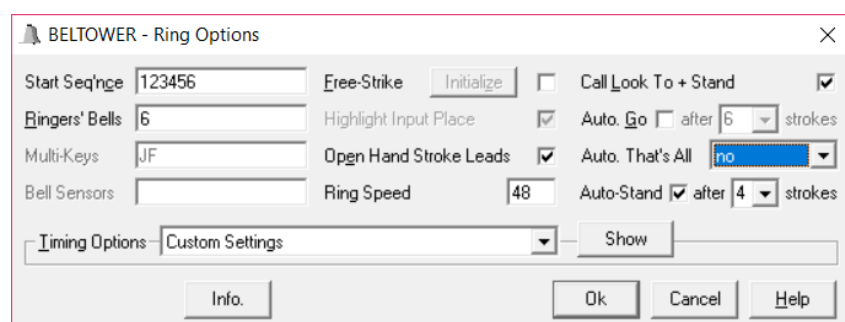 BELTOWER - Ring Options
Start Seq'nce 123456 Free-Strike Initialize Call Look To + Stand
Ringers' Bells 6 Highlight Input Place Auto. Go after 6 strokes
Multi-Keys JF Open Hand Stroke Leads Auto. That's All no
Bell Sensors Ring Speed 48 Auto-Stand after 4 strokes
Timing Options Custom Settings Show
Info. Ok Cancel Help